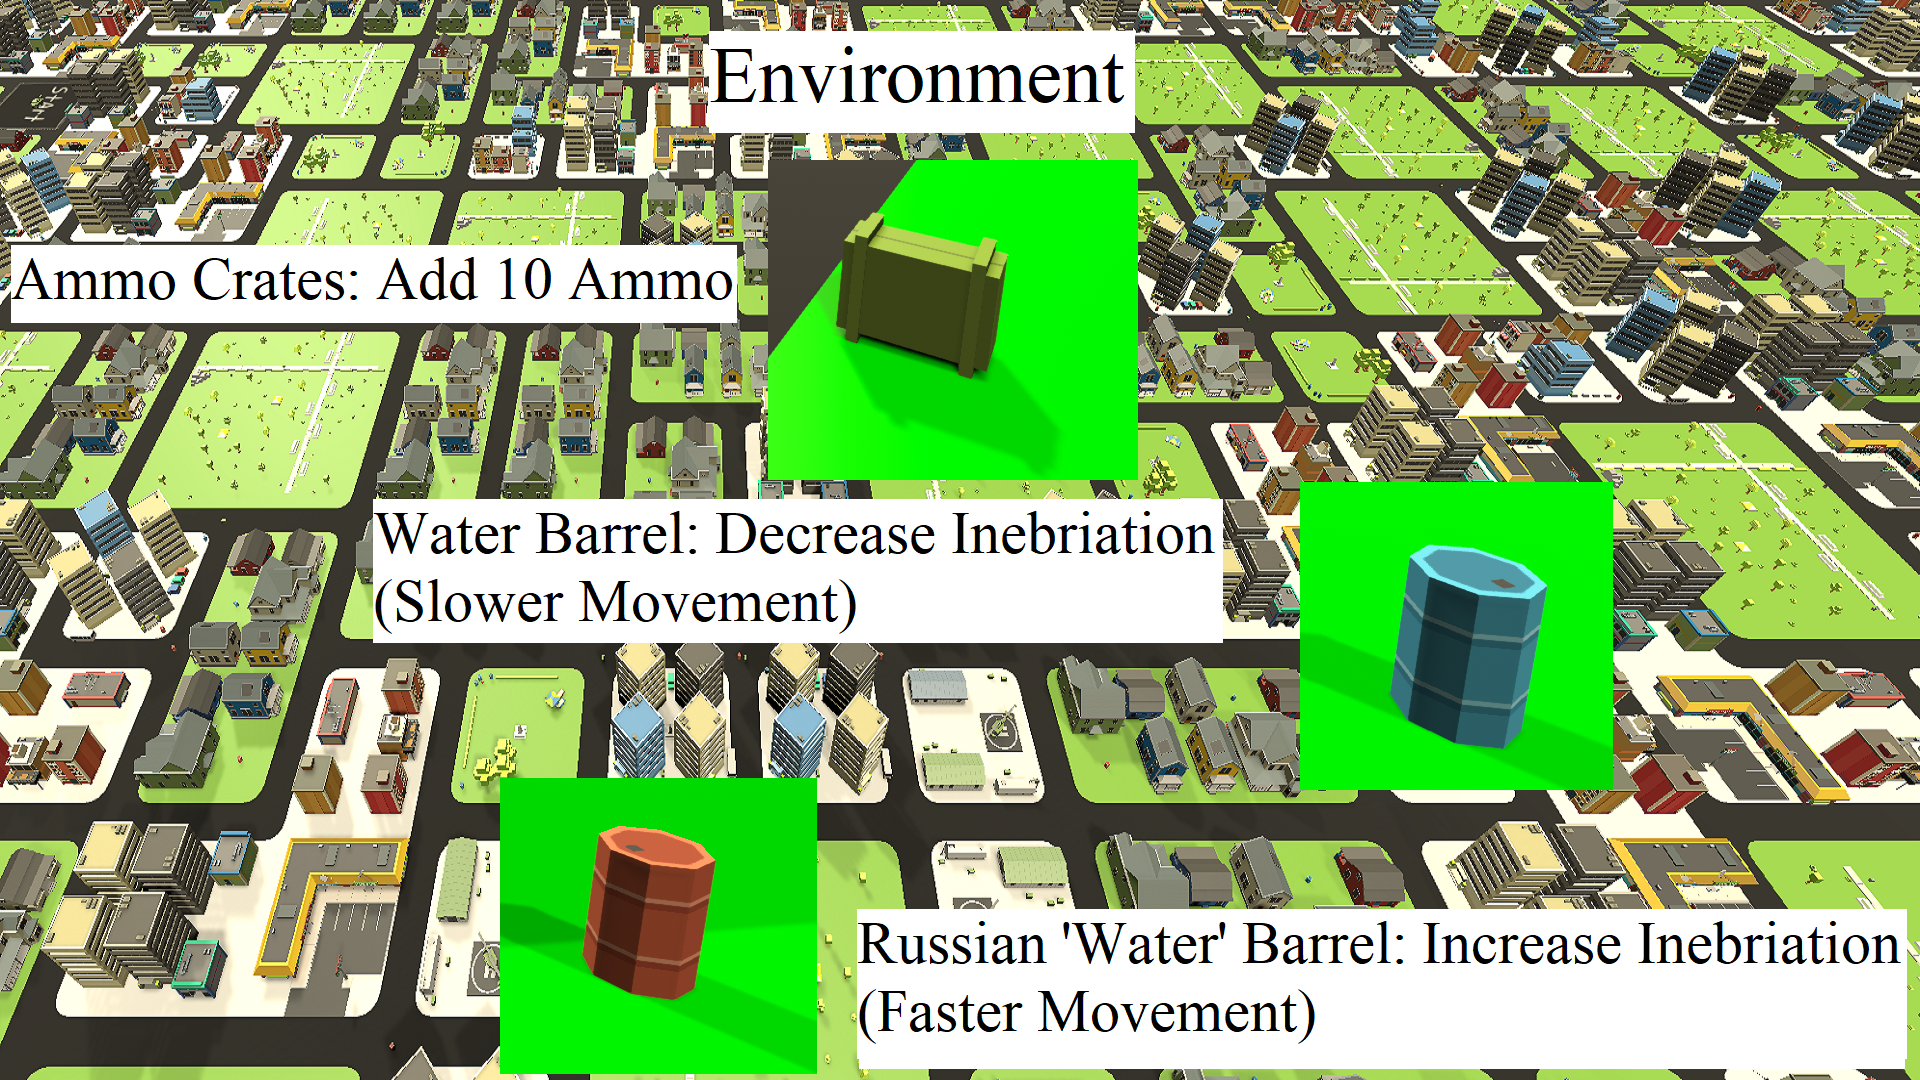 Environment
Ammo Crates: Add 10 Ammo
Water Barrel: Decrease Inebriation
(Slower Movement)
Russian 'Water' Barrel: Increase Inebriation
(Faster Movement)